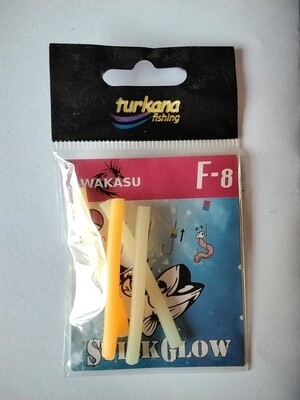 turkana
fishing
WAKASU
F-8
STICKGLOW